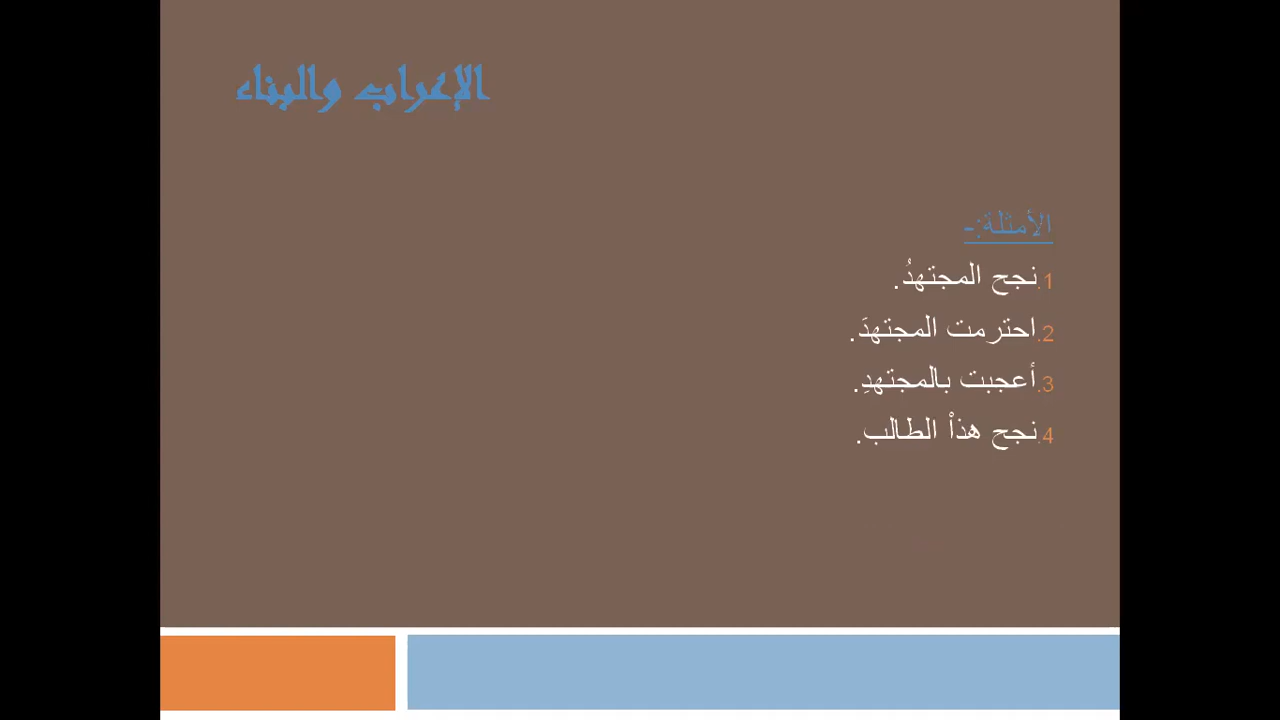 الإعراب والبناء
الأمثلة:-
1. نجح المجتهدُ.
2. احترمت المجتهدَ.
3. أعجبت بالمجتهدِ.
4. نجح هذاْ الطالب.